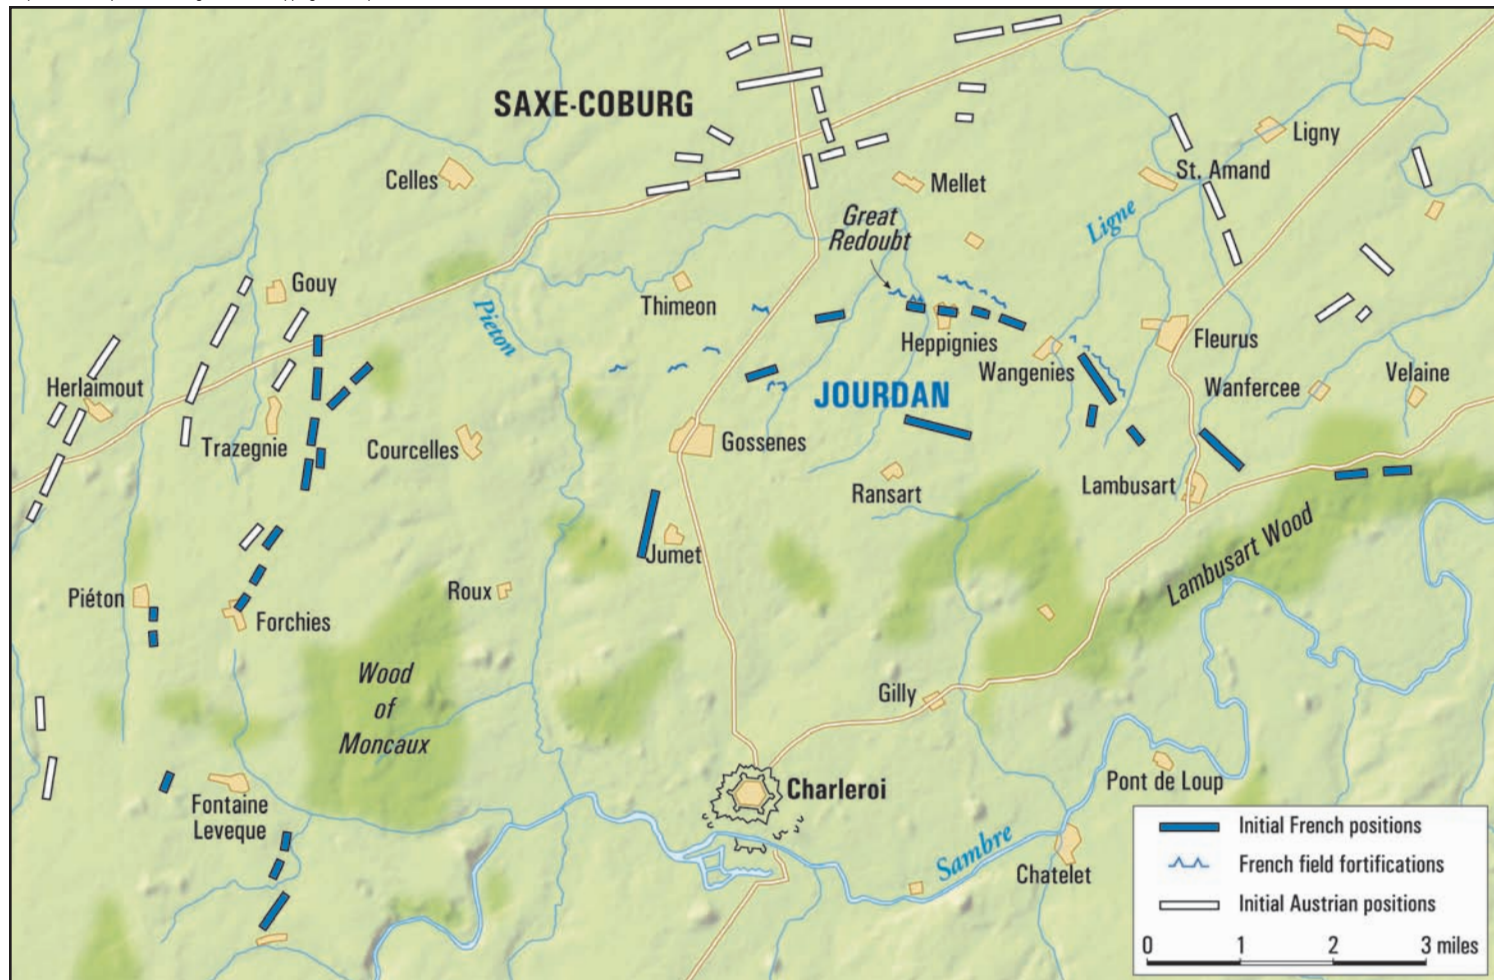 SAXE-COBURG
Ligny
Celles
St. Amand
Mellet
Great
Redoubt
Ligne
Gouy
Thimeon
Pieton
Heppignies
Fleurus
Herlaimout
JOURDAN
Wangenies
Wanfercee
Velaine
Trazegnie
Courcelles
Gossenes
Ransart
Lambusart
Jumet
Lambusart Wood
Piéton
Roux
Forchies
Wood
of
Moncaux
Gilly
Charleroi
Pont de Loup
Fontaine
Leveque
Sambre
Chatelet
Initial French positions
French field fortifications
Initial Austrian positions
0 1 2 3 miles